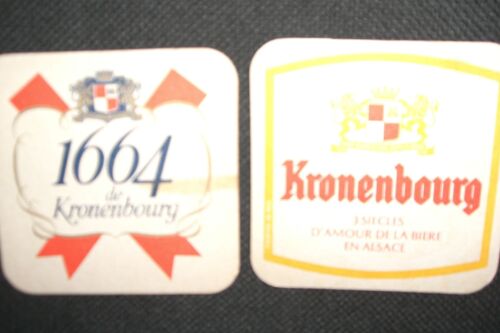 1664
de
Kronenbourg
Kronenbourg
3 SIECLES
D'AMOUR DE LA BIERE
EN ALSACE